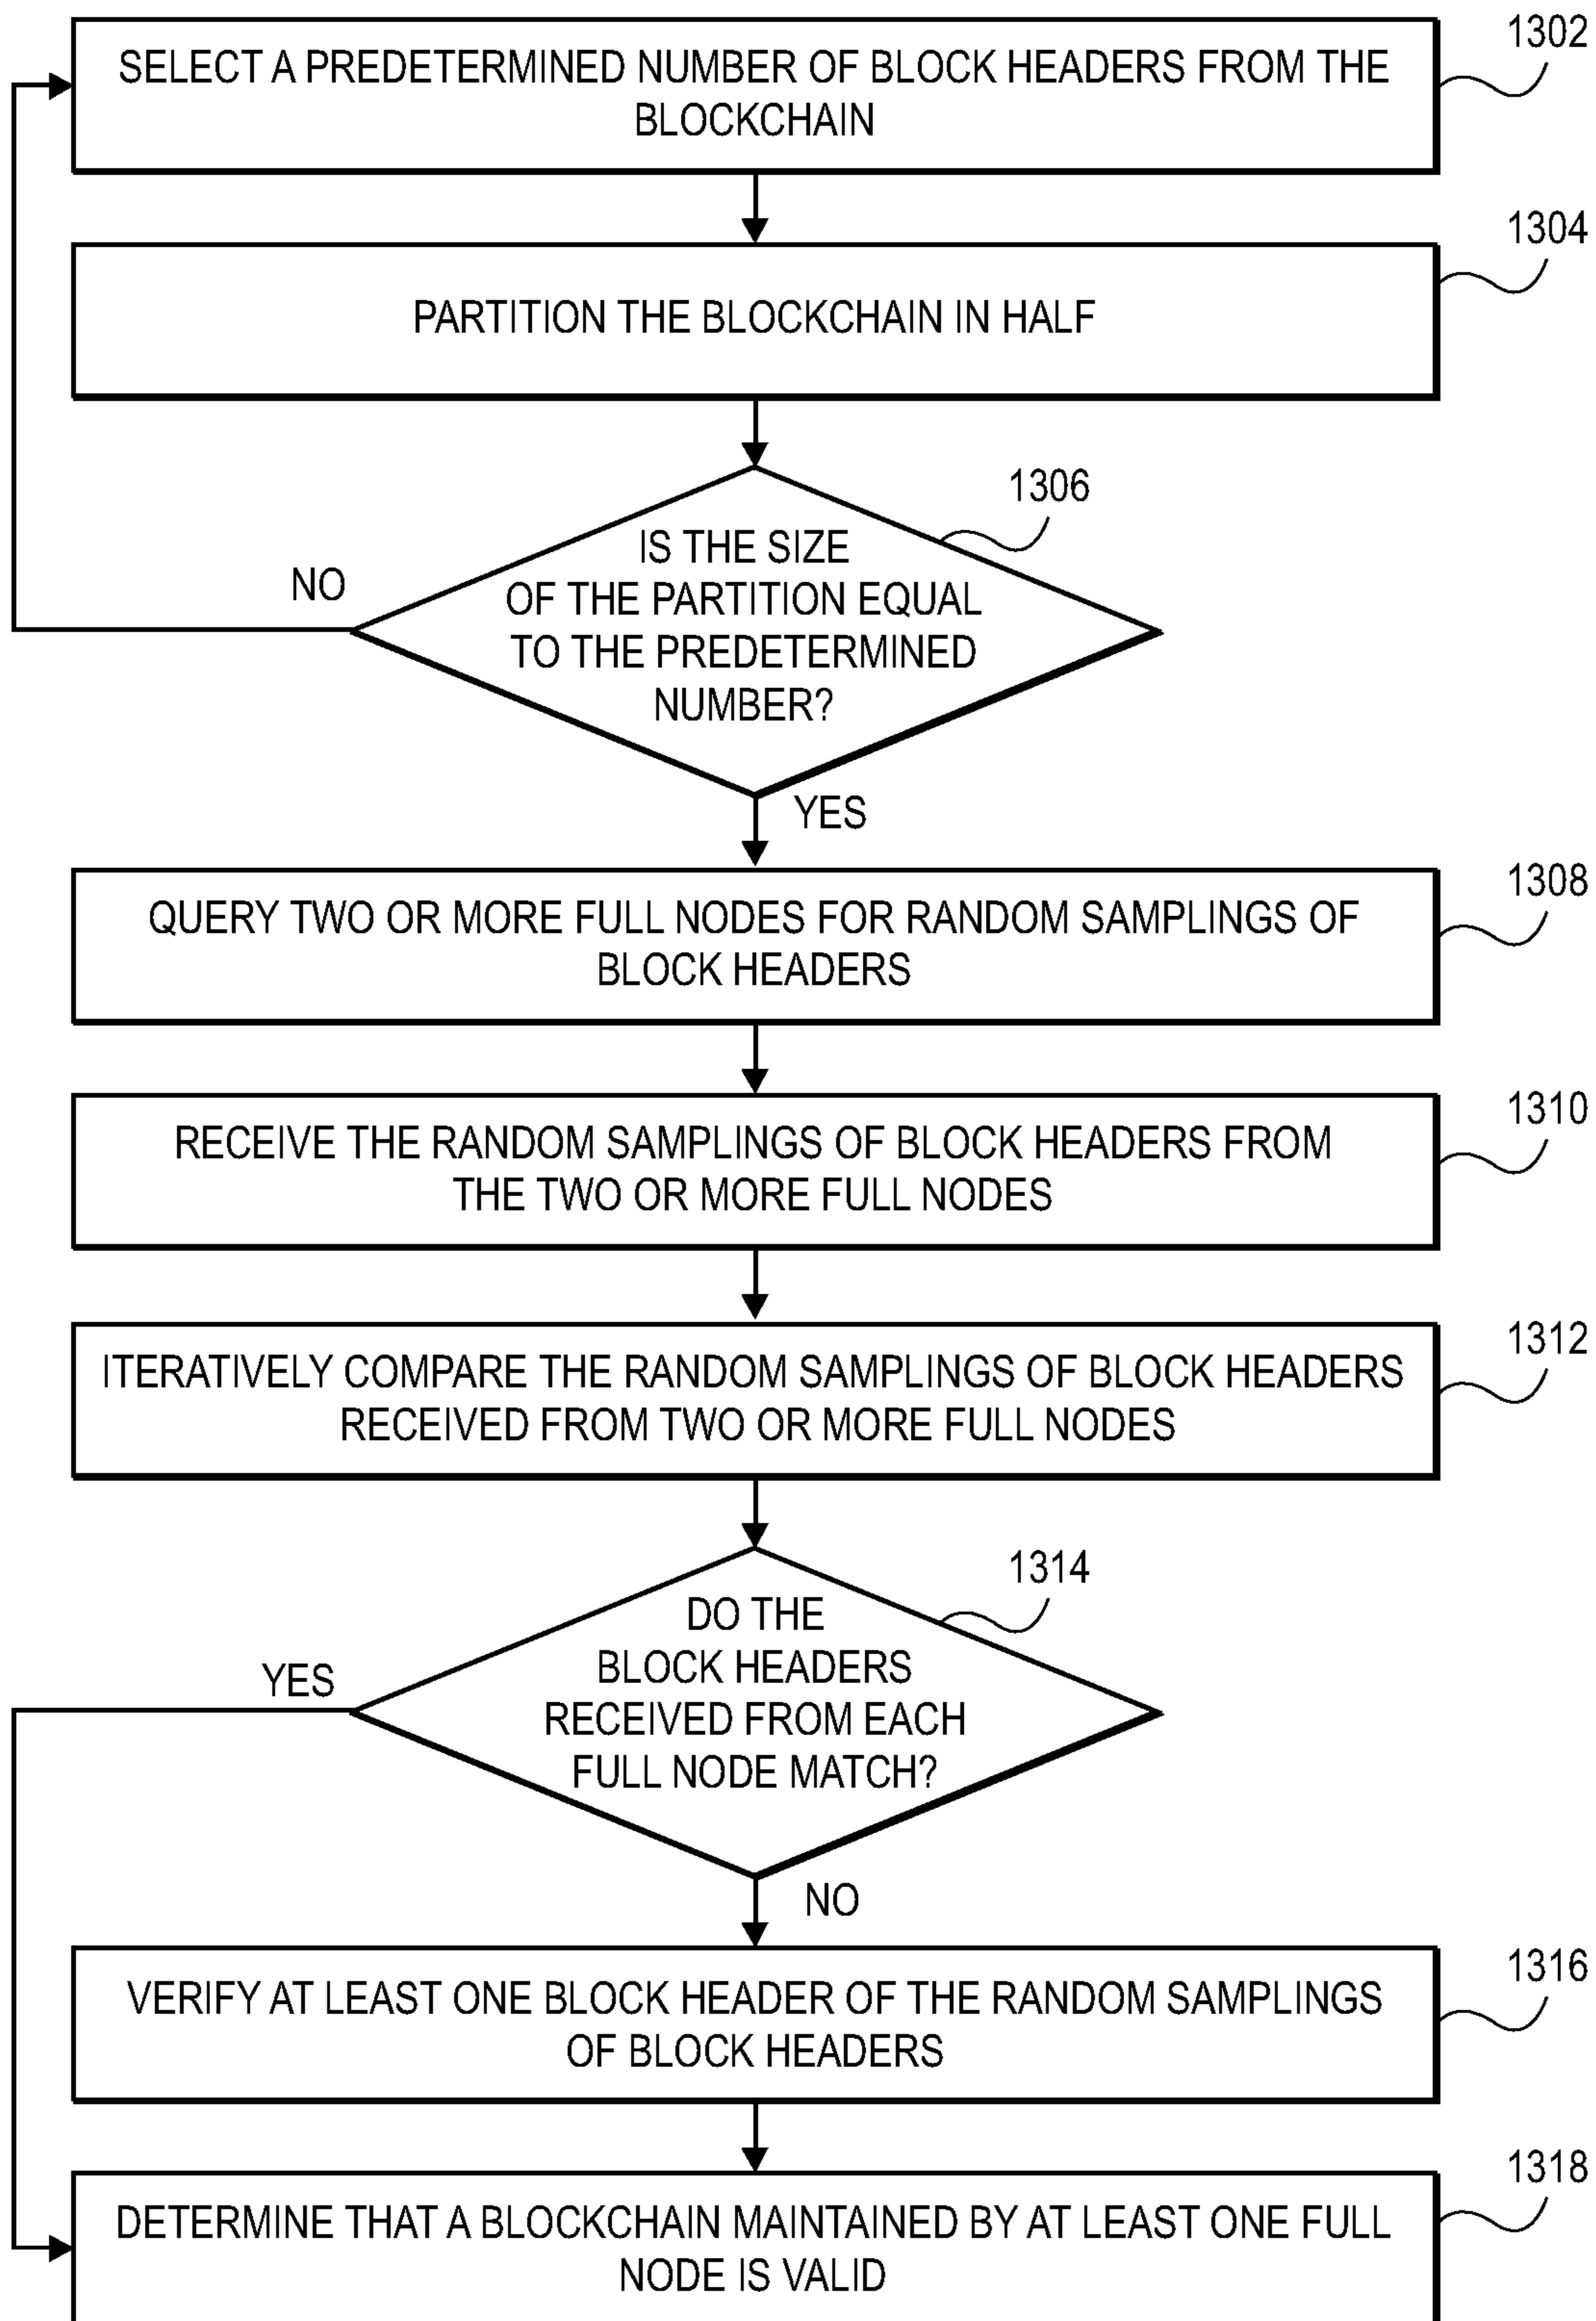 1302
SELECT A PREDETERMINED NUMBER OF BLOCK HEADERS FROM THE
BLOCKCHAIN
1304
PARTITION THE BLOCKCHAIN IN HALF
1306
IS THE SIZE
OF THE PARTITION EQUAL
TO THE PREDETERMINED
NUMBER?
NO
YES
1308
QUERY TWO OR MORE FULL NODES FOR RANDOM SAMPLINGS OF
BLOCK HEADERS
1310
RECEIVE THE RANDOM SAMPLINGS OF BLOCK HEADERS FROM
THE TWO OR MORE FULL NODES
1312
ITERATIVELY COMPARE THE RANDOM SAMPLINGS OF BLOCK HEADERS
RECEIVED FROM TWO OR MORE FULL NODES
1314
DO THE
BLOCK HEADERS
RECEIVED FROM EACH
FULL NODE MATCH?
YES
NO
1316
VERIFY AT LEAST ONE BLOCK HEADER OF THE RANDOM SAMPLINGS
OF BLOCK HEADERS
1318
DETERMINE THAT A BLOCKCHAIN MAINTAINED BY AT LEAST ONE FULL
NODE IS VALID